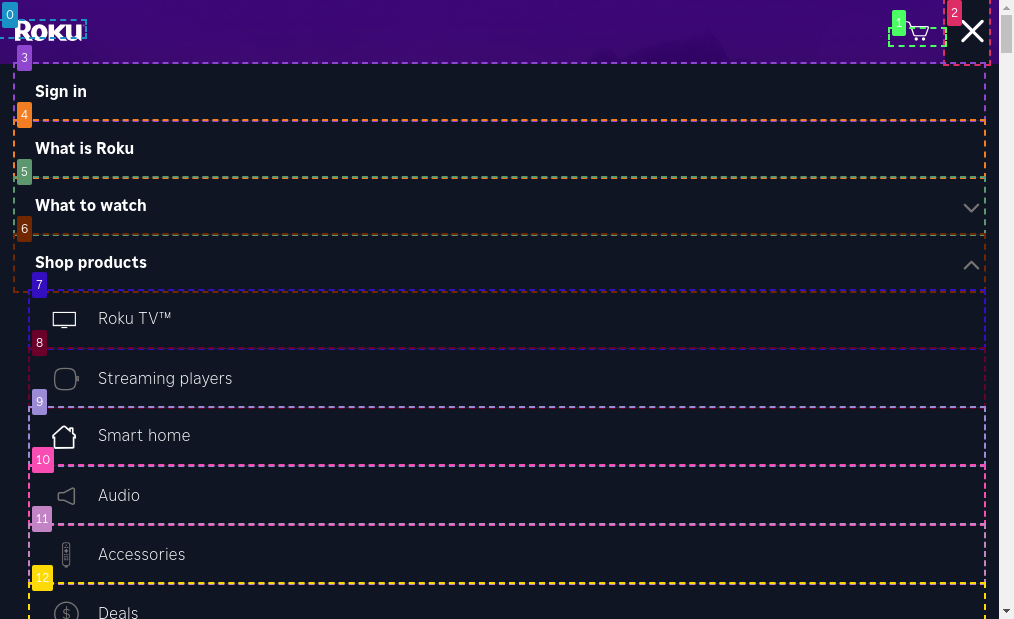 0
Roku
1
2
3
Sign in
4
What is Roku
5
What to watch
6
Shop products
7
Roku TV™
8
Streaming players
9
Smart home
10
Audio
11
Accessories
12
Deals